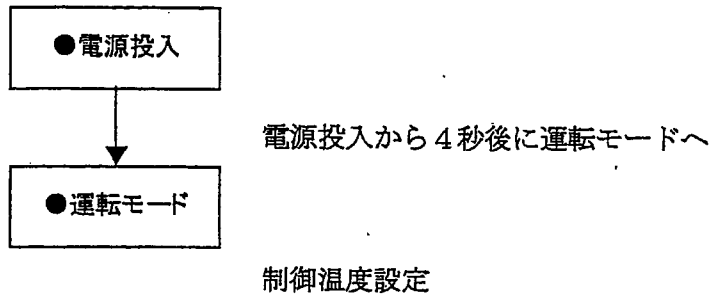 ●電源投入
電源投入から4秒後に運転モードへ
●運転モード
制御温度設定